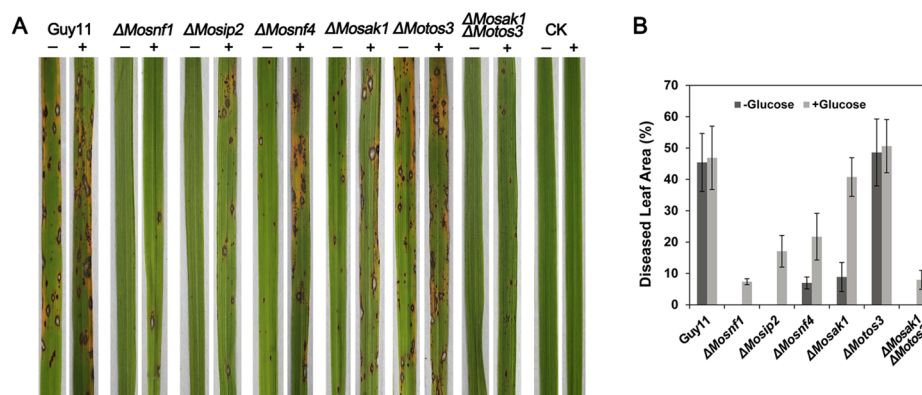 A
Guy11 ΔMosnf1 ΔMosip2 ΔMosnf4 ΔMosak1 ΔMotos3 ΔMosak1 CK
ΔMotos3
– + – + – + – + – + – + – + – +
B
Diseased Leaf Area (%)
70
60
50
40
30
20
10
0
-Glucose +Glucose
Guy11
ΔMosnf1
ΔMosip2
ΔMosnf4
ΔMosak1
ΔMotos3
ΔMosak1